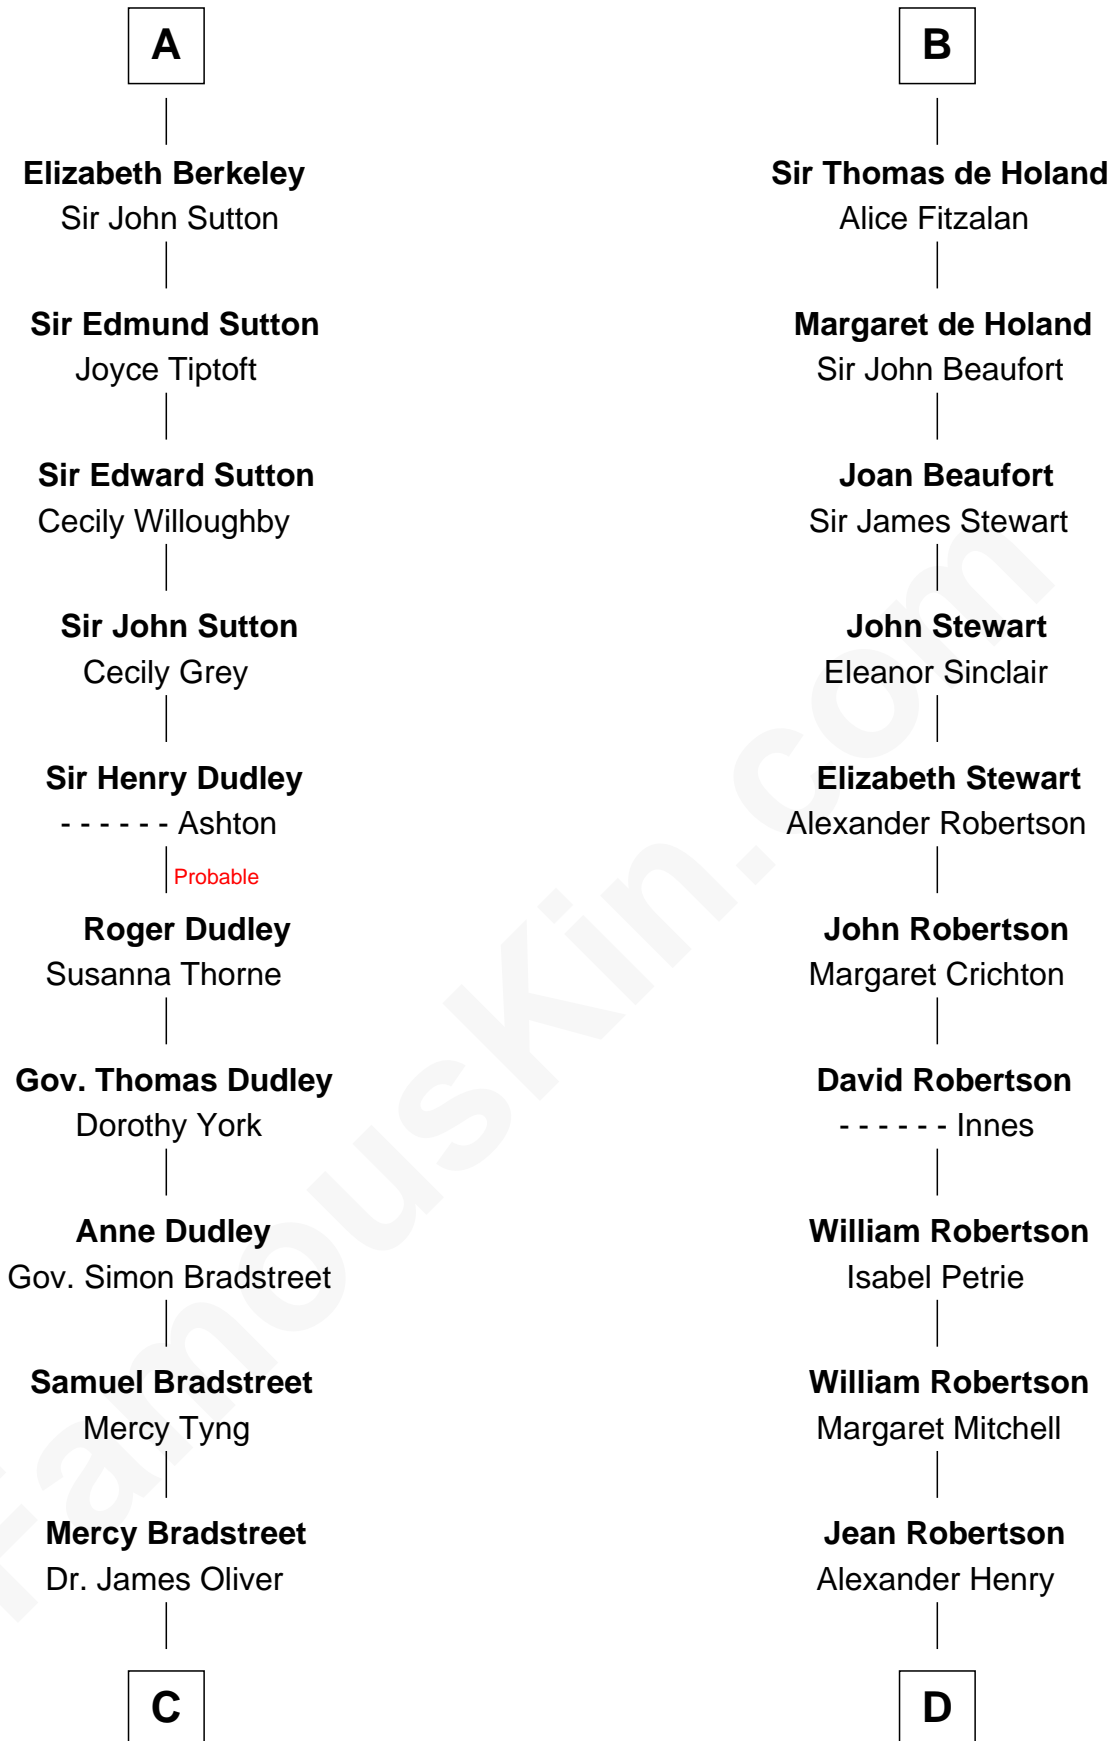 A
Elizabeth Berkeley
Sir John Sutton
Sir Edmund Sutton
Joyce Tiptoft
Sir Edward Sutton
Cecily Willoughby
Sir John Sutton
Cecily Grey
Sir Henry Dudley
- - - - - - Ashton
Probable
Roger Dudley
Susanna Thorne
Gov. Thomas Dudley
Dorothy York
Anne Dudley
Gov. Simon Bradstreet
Samuel Bradstreet
Mercy Tyng
Mercy Bradstreet
Dr. James Oliver
C
B
Sir Thomas de Holand
Alice Fitzalan
Margaret de Holand
Sir John Beaufort
Joan Beaufort
Sir James Stewart
John Stewart
Eleanor Sinclair
Elizabeth Stewart
Alexander Robertson
John Robertson
Margaret Crichton
David Robertson
- - - - - - Innes
William Robertson
Isabel Petrie
William Robertson
Margaret Mitchell
Jean Robertson
Alexander Henry
D
FamousKin.com